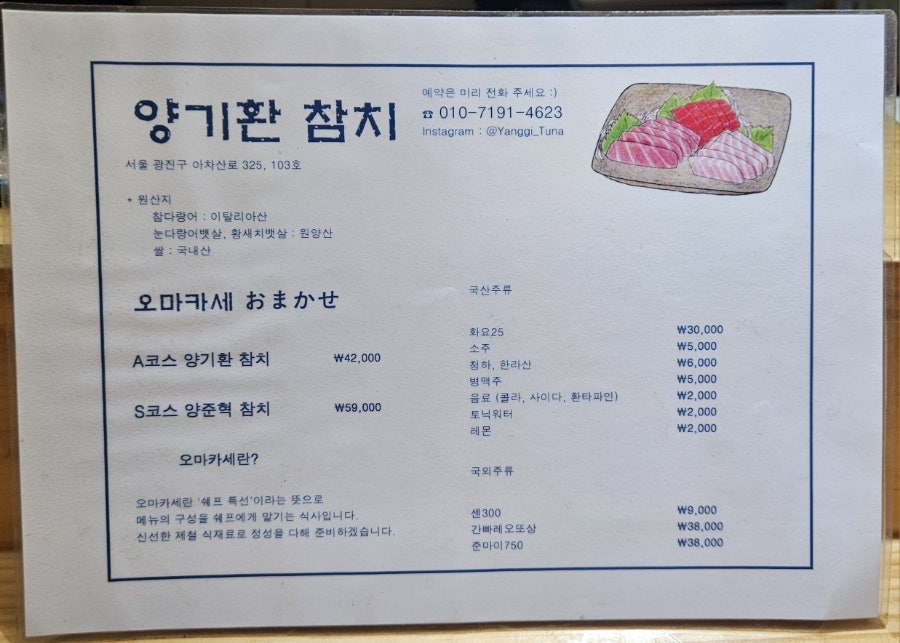 양기환 참치
예약은 미리 전화 주세요 :)
☎ 010-7191-4623
Instagram : @Yanggi_Tuna
서울 광진구 아차산로 325, 103호
* 원산지
참다랑어 : 이탈리아산
눈다랑어뱃살, 황새치뱃살 : 원양산
쌀 : 국내산
오마카세 おまかせ
A코스 양기환 참치 ₩42,000
S코스 양준혁 참치 ₩59,000
오마카세란?
오마카세란 '쉐프 특선'이라는 뜻으로
메뉴의 구성을 쉐프에게 맡기는 식사입니다.
신선한 제철 식재료로 정성을 다해 준비하겠습니다.
국산주류
화요25 ₩30,000
소주 ₩5,000
청하, 한라산 ₩6,000
병맥주 ₩5,000
음료 (콜라, 사이다, 환타파인) ₩2,000
토닉워터 ₩2,000
레몬 ₩2,000
국외주류
센300 ₩9,000
간빠레오또상 ₩38,000
준마이750 ₩38,000